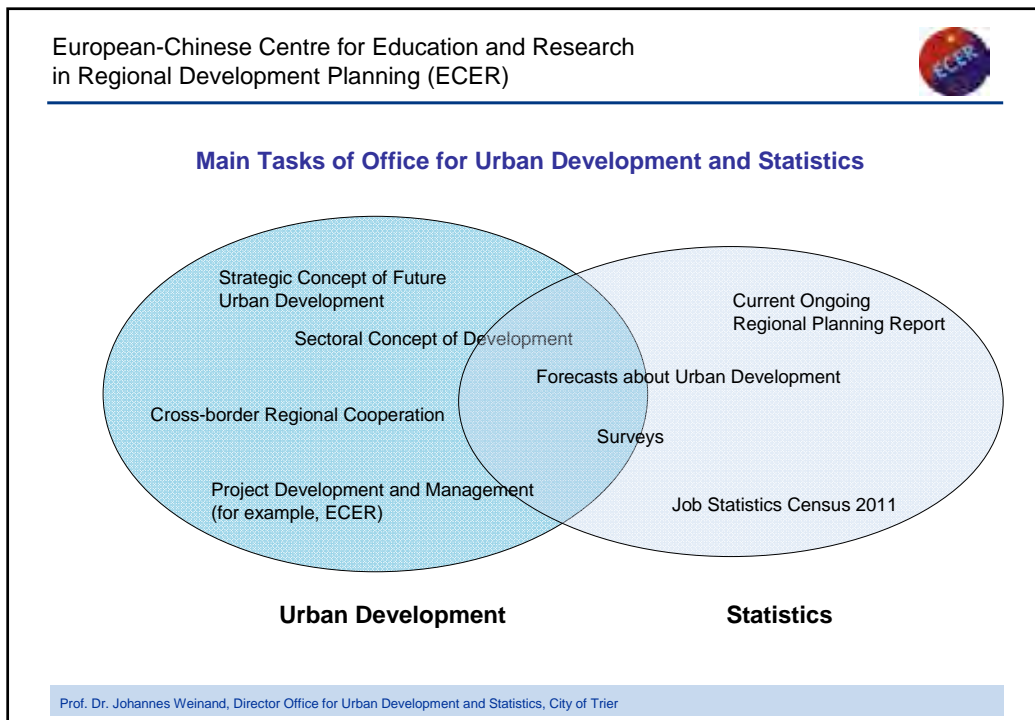 European-Chinese Centre for Education and Research
in Regional Development Planning (ECER)
ECER
Main Tasks of Office for Urban Development and Statistics
Strategic Concept of Future
Urban Development
Current Ongoing
Regional Planning Report
Sectoral Concept of Development
Forecasts about Urban Development
Cross-border Regional Cooperation
Surveys
Project Development and Management
(for example, ECER)
Job Statistics Census 2011
Urban Development
Statistics
Prof. Dr. Johannes Weinand, Director Office for Urban Development and Statistics, City of Trier